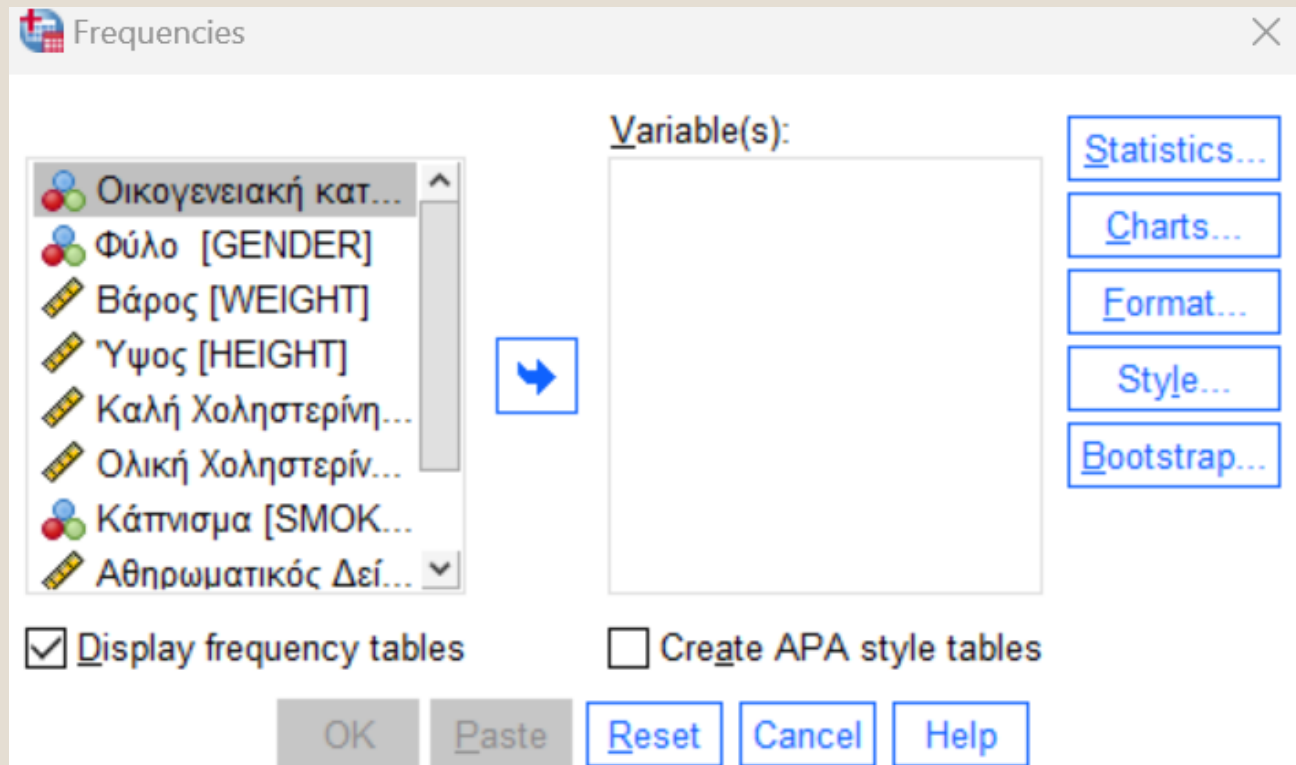 Frequencies
Variable(s):
Οικογενειακή κατ...
Φύλο [GENDER]
Βάρος [WEIGHT]
Ύψος [HEIGHT]
Καλή Χοληστερίνη...
Ολική Χοληστερίν...
Κάπνισμα [SMOK...
Αθηρωματικός Δεί...
Statistics...
Charts...
Format...
Style...
Bootstrap...
Display frequency tables
Create APA style tables
OK Paste Reset Cancel Help